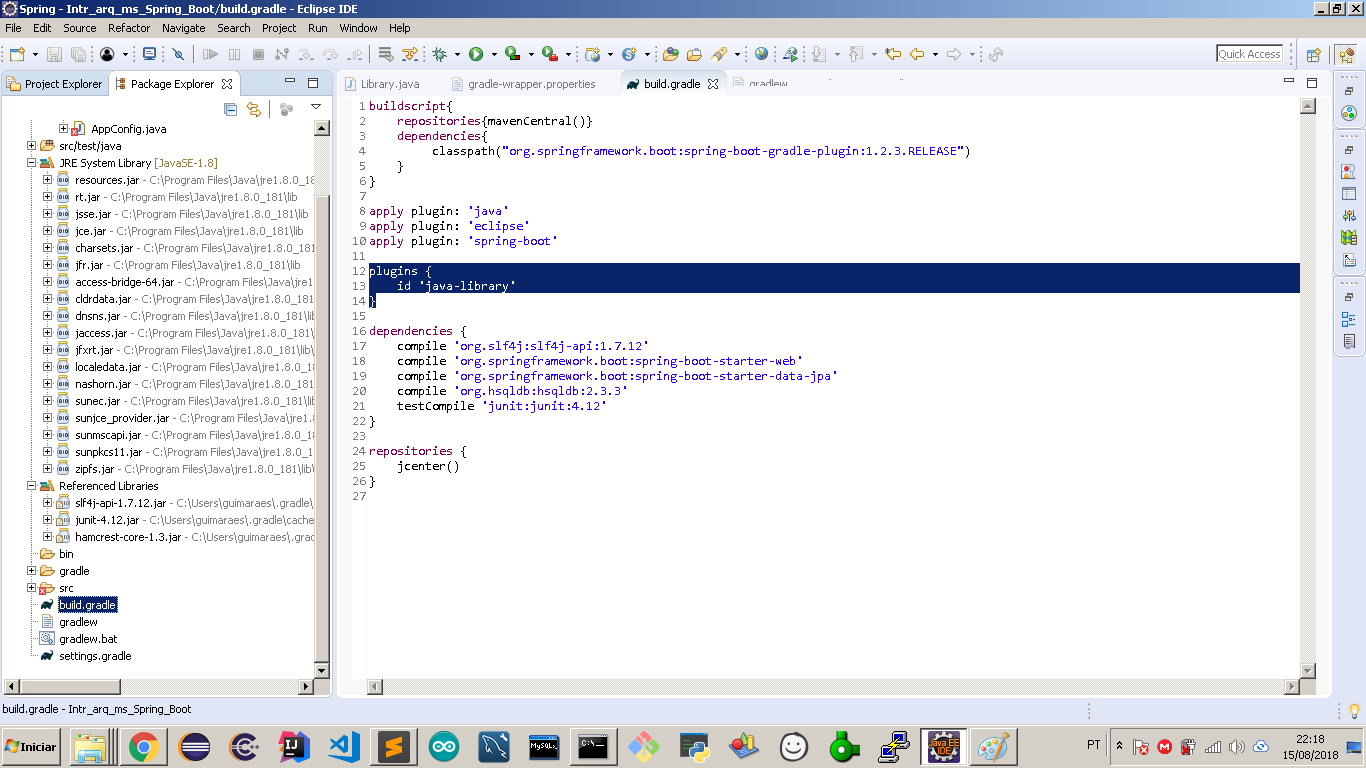 Spring - Intr_arq_ms_Spring_Boot/build.gradle - Eclipse IDE
File Edit Source Refactor Navigate Search Project Run Window Help
Quick Access
Project Explorer
Package Explorer
Library.java
gradle-wrapper.properties
build.gradle
gradlew
AppConfig.java
src/test/java
JRE System Library [JavaSE-1.8]
resources.jar - C:\Program Files\Java\jre1.8.0_18
rt.jar - C:\Program Files\Java\jre1.8.0_181\lib
jsse.jar - C:\Program Files\Java\jre1.8.0_181\lib
jce.jar - C:\Program Files\Java\jre1.8.0_181\lib
charsets.jar - C:\Program Files\Java\jre1.8.0_18
jfr.jar - C:\Program Files\Java\jre1.8.0_181\lib
access-bridge-64.jar - C:\Program Files\Java\jre1
cldrdata.jar - C:\Program Files\Java\jre1.8.0_18
dnsns.jar - C:\Program Files\Java\jre1.8.0_181\l
jaccess.jar - C:\Program Files\Java\jre1.8.0_181
jfxrt.jar - C:\Program Files\Java\jre1.8.0_181\lib
localedata.jar - C:\Program Files\Java\jre1.8.0_
nashorn.jar - C:\Program Files\Java\jre1.8.0_18
sunec.jar - C:\Program Files\Java\jre1.8.0_181\l
sunjce_provider.jar - C:\Program Files\Java\jre1
sunmscapi.jar - C:\Program Files\Java\jre1.8.0_1
sunpkcs11.jar - C:\Program Files\Java\jre1.8.0_1
zipfs.jar - C:\Program Files\Java\jre1.8.0_181\lib\
Referenced Libraries
slf4j-api-1.7.12.jar - C:\Users\guimaraes\.gradle\
junit-4.12.jar - C:\Users\guimaraes\.gradle\cache
hamcrest-core-1.3.jar - C:\Users\guimaraes\.grad
bin
gradle
src
build.gradle
gradlew
gradlew.bat
settings.gradle
1 buildscript{
2 repositories{mavenCentral()}
3 dependencies{
4 classpath("org.springframework.boot:spring-boot-gradle-plugin:1.2.3.RELEASE")
5 }
6 }
7
8 apply plugin: 'java'
9 apply plugin: 'eclipse'
10 apply plugin: 'spring-boot'
11
12 plugins {
13 id 'java-library'
14 }
15
16 dependencies {
17 compile 'org.slf4j:slf4j-api:1.7.12'
18 compile 'org.springframework.boot:spring-boot-starter-web'
19 compile 'org.springframework.boot:spring-boot-starter-data-jpa'
20 compile 'org.hsqldb:hsqldb:2.3.3'
21 testCompile 'junit:junit:4.12'
22 }
23
24 repositories {
25 jcenter()
26 }
27
build.gradle - Intr_arq_ms_Spring_Boot
Iniciar
MySQL
C:\_
Java EE
IDE
PT
22:18
15/08/2018